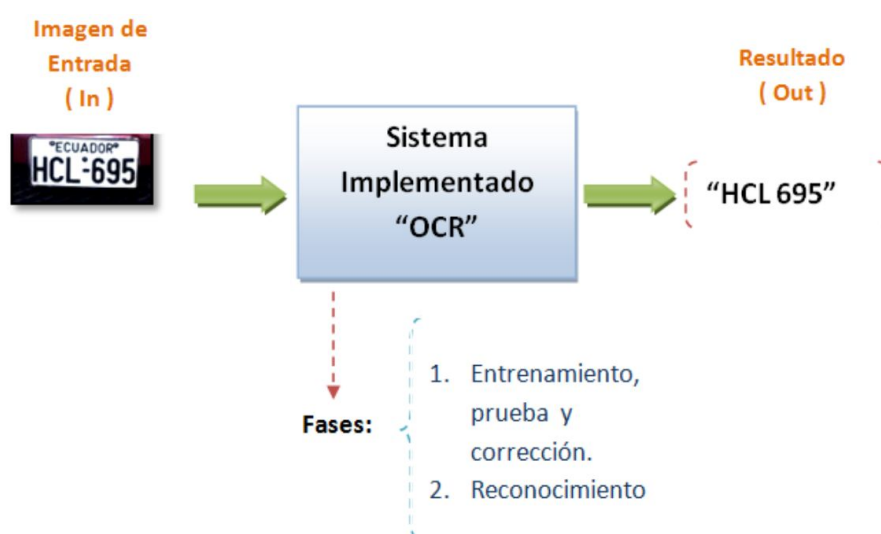 Imagen de
Entrada
( In )
Resultado
( Out )
"ECUADOR"
HCL-695
Sistema
Implementado
“OCR”
“HCL 695”
Fases:
1. Entrenamiento,
prueba y
corrección.
2. Reconocimiento